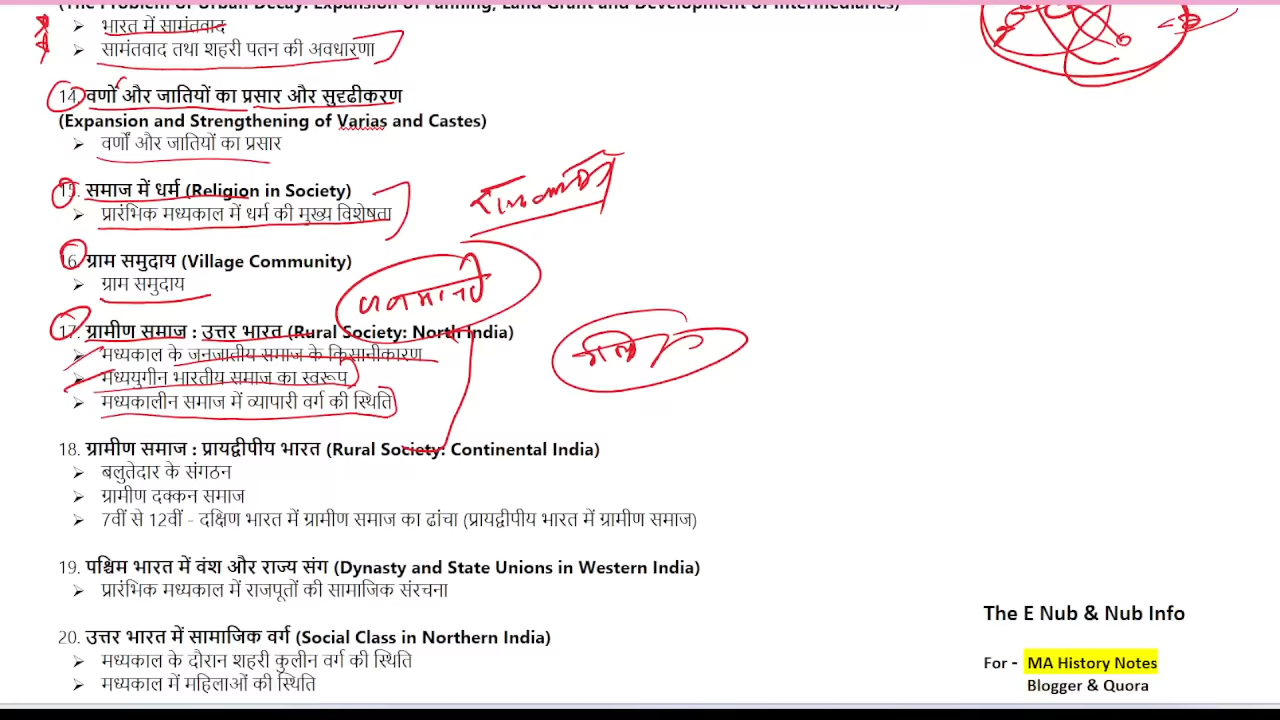 (The Problem of Urban Decay: Expansion of Farming, Land Grant and Development of Intermediaries)
➤ भारत में सामंतवाद
➤ सामंतवाद तथा शहरी पतन की अवधारणा
14. वर्णों और जातियों का प्रसार और सुदृढीकरण
(Expansion and Strengthening of Varias and Castes)
➤ वर्णों और जातियों का प्रसार
15. समाज में धर्म (Religion in Society)
➤ प्रारंभिक मध्यकाल में धर्म की मुख्य विशेषता
16. ग्राम समुदाय (Village Community)
➤ ग्राम समुदाय
17. ग्रामीण समाज : उत्तर भारत (Rural Society: North India)
➤ मध्यकाल के जनजातीय समाज के किसानीकारण
➤ मध्ययुगीन भारतीय समाज का स्वरूप
➤ मध्यकालीन समाज में व्यापारी वर्ग की स्थिति
18. ग्रामीण समाज : प्रायद्वीपीय भारत (Rural Society: Continental India)
➤ बलुतेदार के संगठन
➤ ग्रामीण दक्कन समाज
➤ 7वीं से 12वीं - दक्षिण भारत में ग्रामीण समाज का ढांचा (प्रायद्वीपीय भारत में ग्रामीण समाज)
19. पश्चिम भारत में वंश और राज्य संग (Dynasty and State Unions in Western India)
➤ प्रारंभिक मध्यकाल में राजपूतों की सामाजिक संरचना
20. उत्तर भारत में सामाजिक वर्ग (Social Class in Northern India)
➤ मध्यकाल के दौरान शहरी कुलीन वर्ग की स्थिति
➤ मध्यकाल में महिलाओं की स्थिति
The E Nub & Nub Info
For - MA History Notes
Blogger & Quora